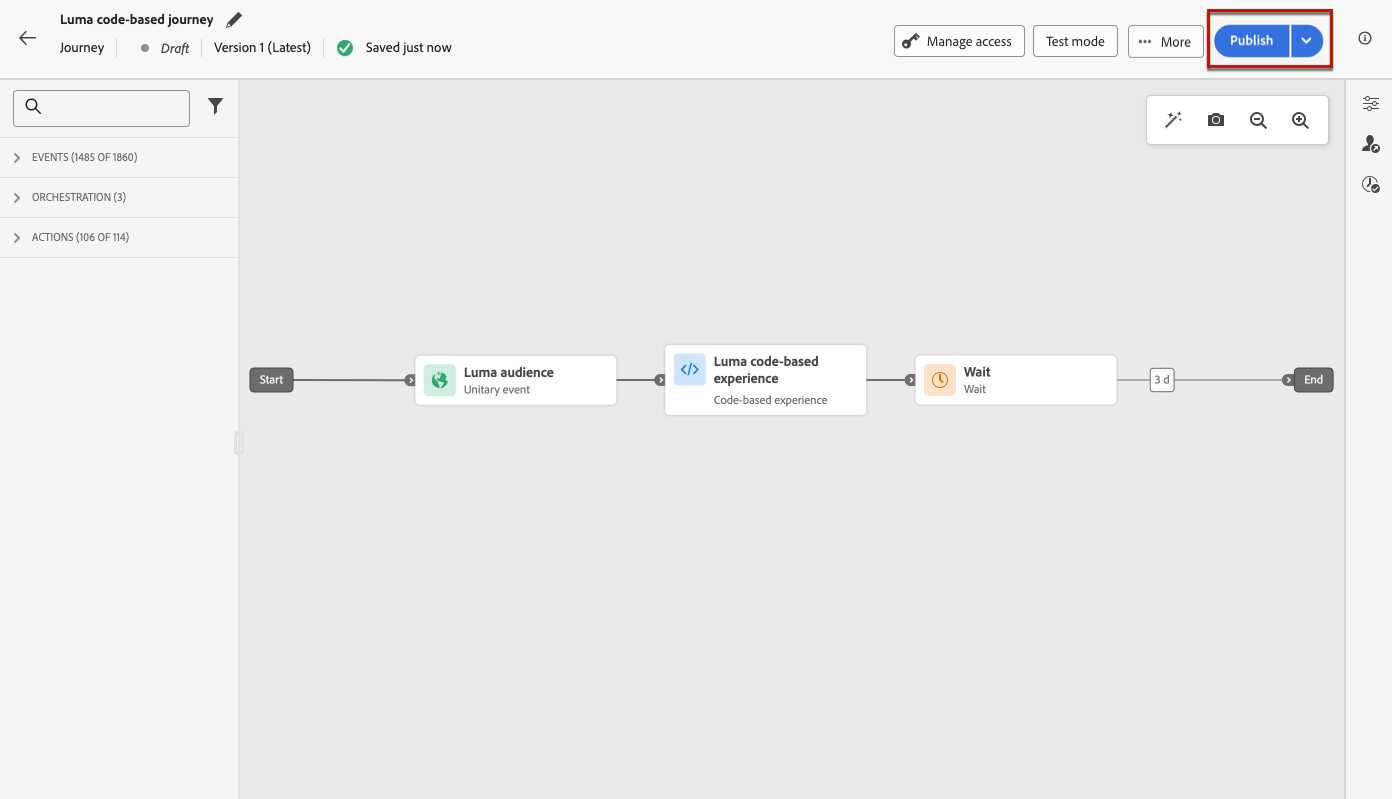 Luma code-based journey
Journey
Draft
Version 1 (Latest)
Saved just now
Manage access
Test mode
More
Publish
EVENTS (1485 OF 1860)
ORCHESTRATION (3)
ACTIONS (106 OF 114)
Start
Luma audience
Unitary event
Luma code-based
experience
Code-based experience
Wait
Wait
3 d
End